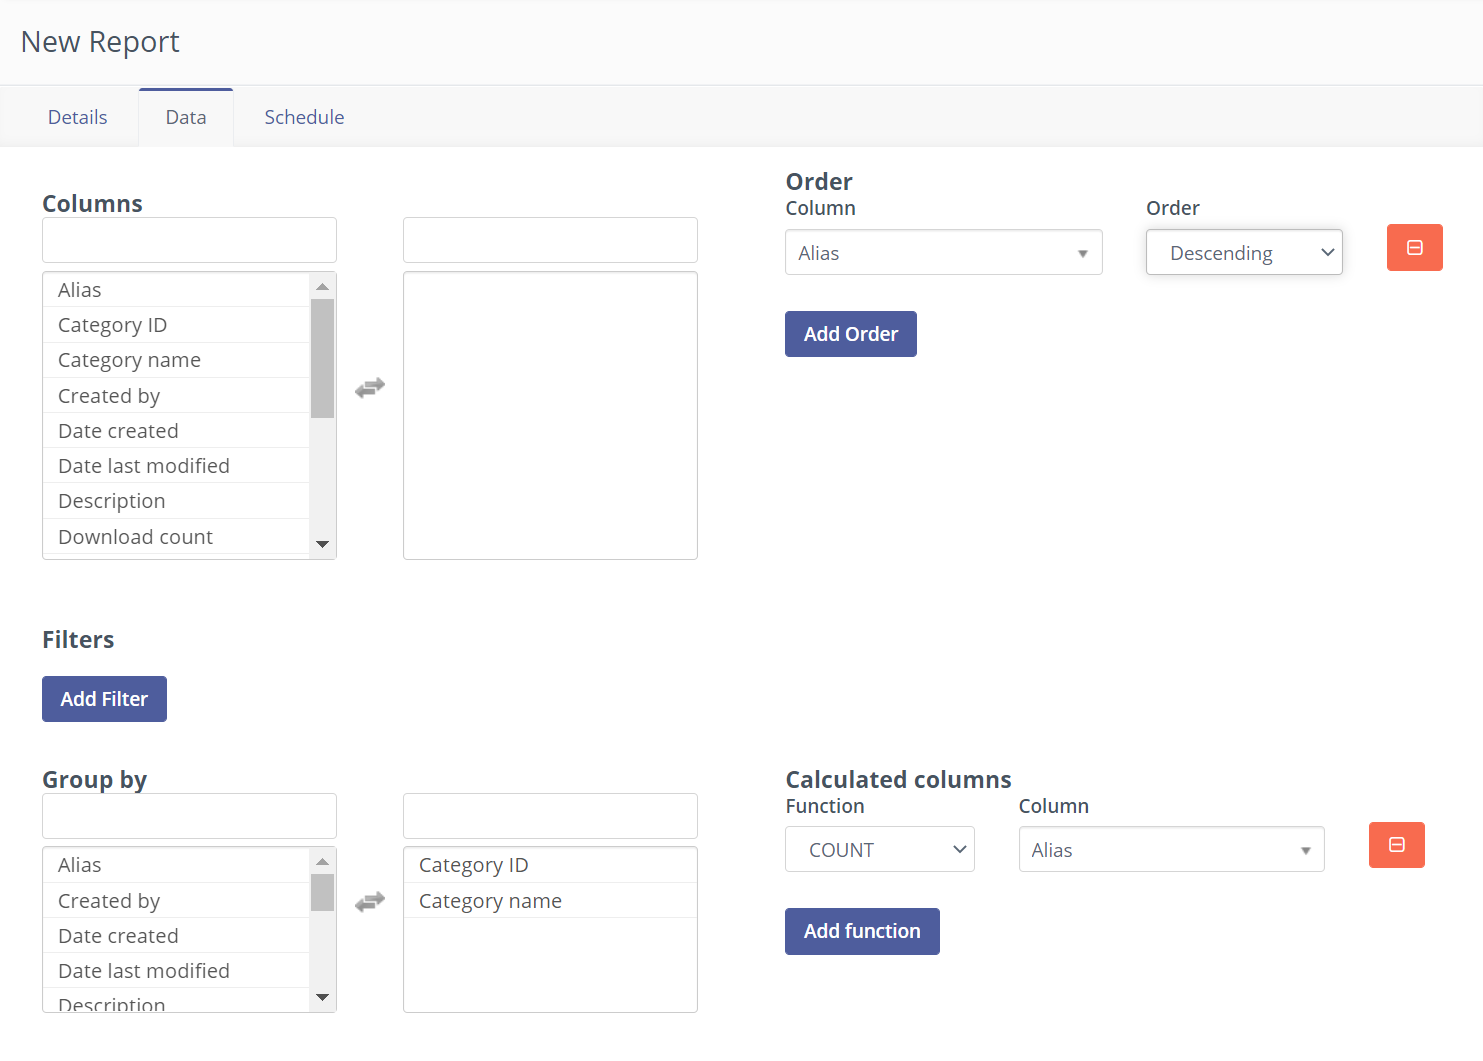 New Report
Details
Data
Schedule
Columns
Alias
Category ID
Category name
Created by
Date created
Date last modified
Description
Download count
Order
Column
Order
Alias
Descending
Add Order
Filters
Add Filter
Group by
Alias
Created by
Date created
Date last modified
Description
Category ID
Category name
Calculated columns
Function
Column
COUNT
Alias
Add function